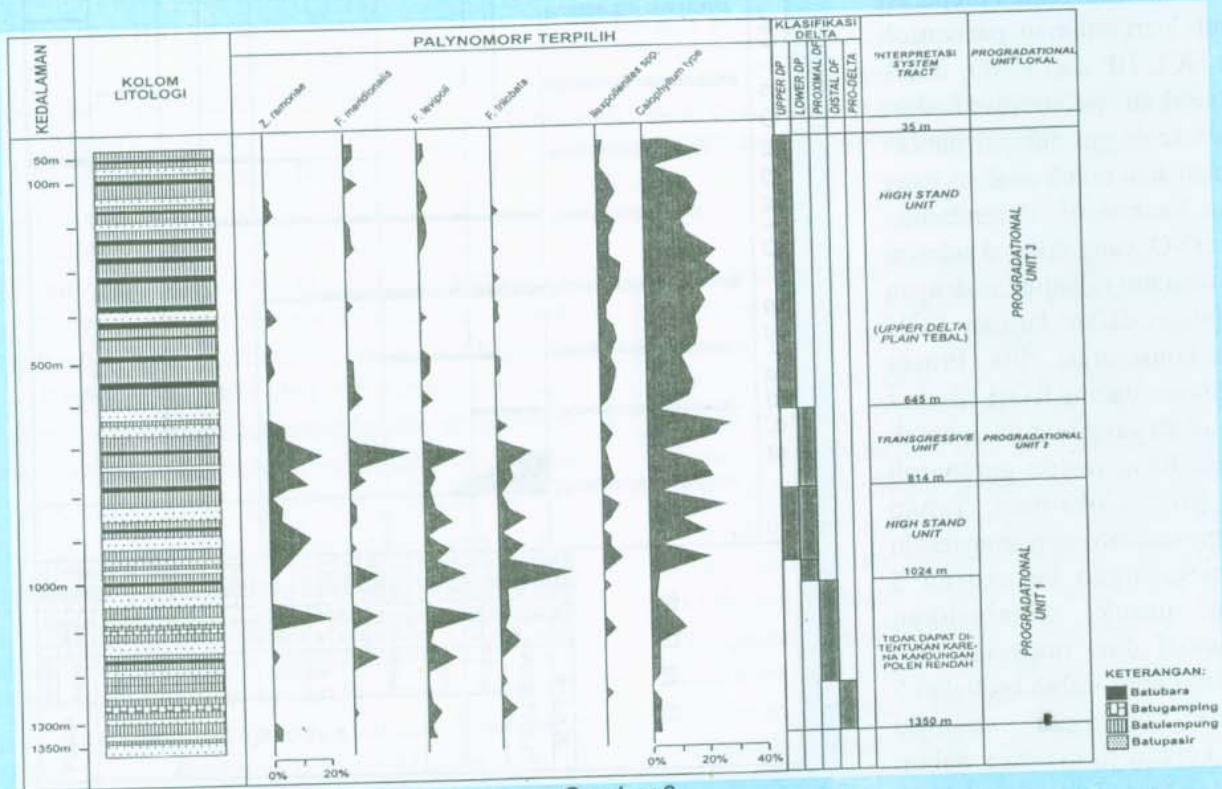 KEDALAMAN
KOLOM
LITOLOGI
PALYNOMORF TERPILIH
Z. ramonae
F. meridionalis
F. levipoli
F. trilobata
Ilexpollenites spp.
Calophyllum type
KLASIFIKASI
DELTA
UPPER DP
LOWER DP
PROXIMAL DF
DISTAL DF
PRO-DELTA
INTERPRETASI
SYSTEM
TRACT
PROGRADATIONAL
UNIT LOKAL
50m
100m
500m
1000m
1300m
1350m
35 m
HIGH STAND
UNIT
(UPPER DELTA
PLAIN TEBAL)
645 m
TRANSGRESSIVE
UNIT
814 m
HIGH STAND
UNIT
1024 m
TIDAK DAPAT DI-
TENTUKAN KARE-
NA KANDUNGAN
POLEN RENDAH
1350 m
PROGRADATIONAL
UNIT 3
PROGRADATIONAL
UNIT 2
PROGRADATIONAL
UNIT 1
KETERANGAN:
Batubara
Batugamping
Batulempung
Batupasir
0% 20%
0% 20% 40%